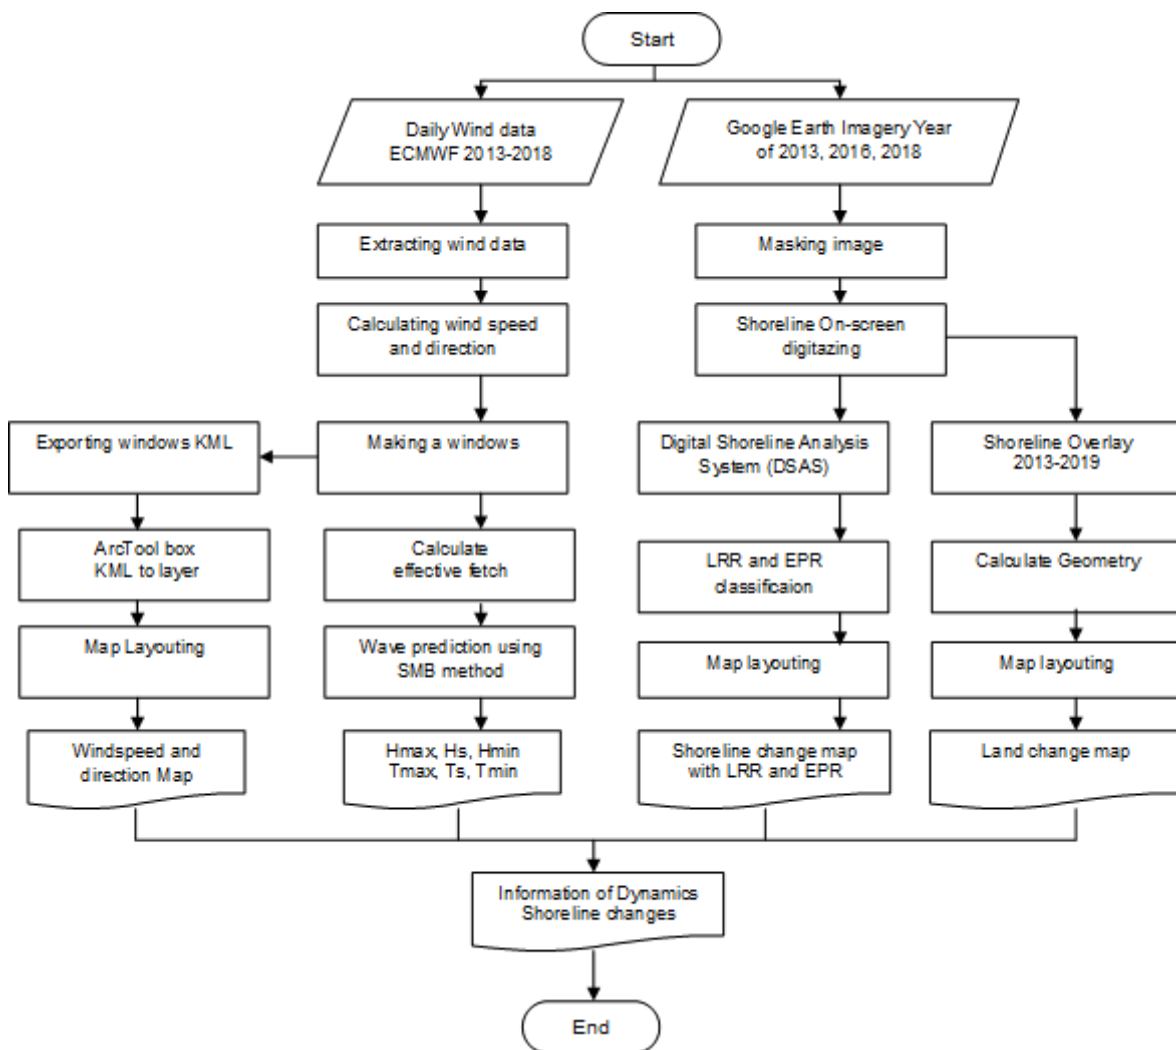 Start
Daily Wind data
ECMWF 2013-2018
Google Earth Imagery Year
of 2013, 2016, 2018
Extracting wind data
Masking image
Calculating wind speed
and direction
Shoreline On-screen
digitazing
Exporting windows KML
Making a windows
Digital Shoreline Analysis
System (DSAS)
Shoreline Overlay
2013-2019
ArcTool box
KML to layer
Calculate
effective fetch
LRR and EPR
classificaion
Calculate Geometry
Map Layouting
Wave prediction using
SMB method
Map layouting
Map layouting
Windspeed and
direction Map
Hmax, Hs, Hmin
Tmax, Ts, Tmin
Shoreline change map
with LRR and EPR
Land change map
Information of Dynamics
Shoreline changes
End